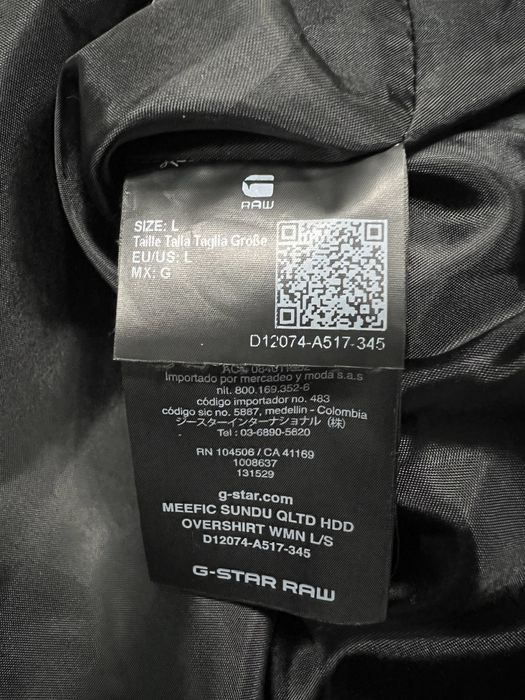 RAW
SIZE: L
Taille Talla Taglia Größe
EU/US: L
MX: G
D12074-A517-345
Importado por mercadeo y moda s.a.s
nit. 800.169.352-6
código importador no. 483
código sic no. 5887, medellin - Colombia
ジースターインターナショナル (株)
Tel : 03-6890-5620
RN 104506 / CA 41169
1008637
131529
g-star.com
MEEFIC SUNDU QLTD HDD
OVERSHIRT WMN L/S
D12074-A517-345
G-STAR RAW